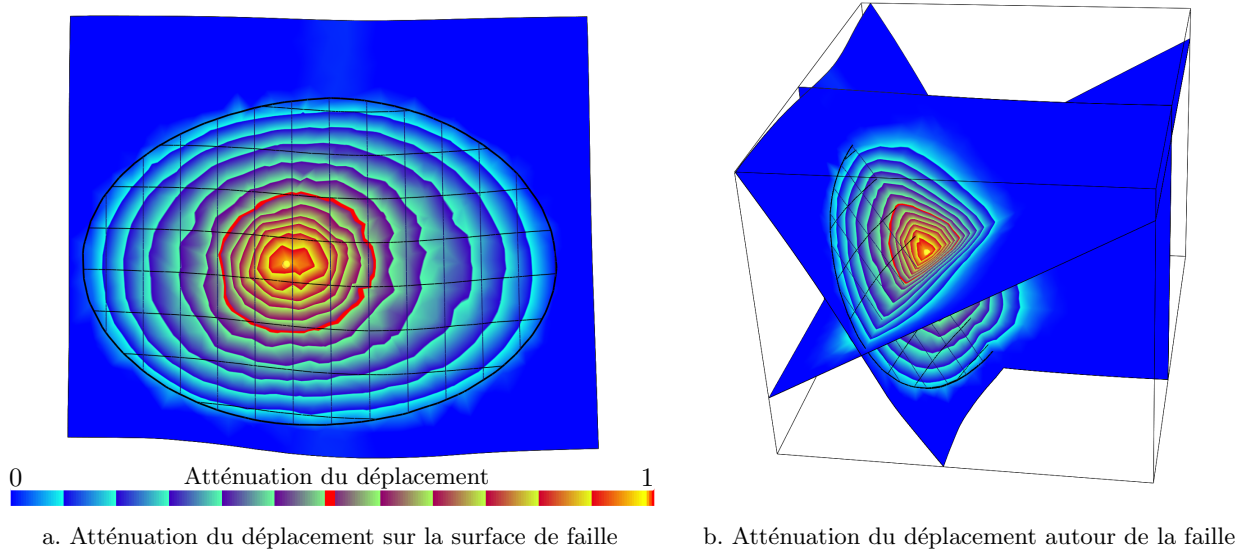 0 Atténuation du déplacement 1
a. Atténuation du déplacement sur la surface de faille
b. Atténuation du déplacement autour de la faille